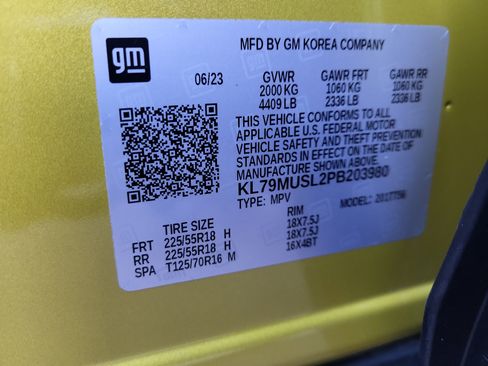 gm
MFD BY GM KOREA COMPANY
06/23 GVWR GAWR FRT GAWR RR
2000 KG 1060 KG 1060 KG
4409 LB 2336 LB 2336 LB
THIS VEHICLE CONFORMS TO ALL
APPLICABLE U.S. FEDERAL MOTOR
VEHICLE SAFETY AND THEFT PREVENTION
STANDARDS IN EFFECT ON THE DATE OF
MANUFACTURE SHOWN ABOVE.
KL79MUSL2PB203980
TYPE: MPV MODEL:
TIRE SIZE RIM
FRT 225/55R18 H 18X7.5J
RR 225/55R18 H 18X7.5J
SPA T125/70R16 M 16X4BT